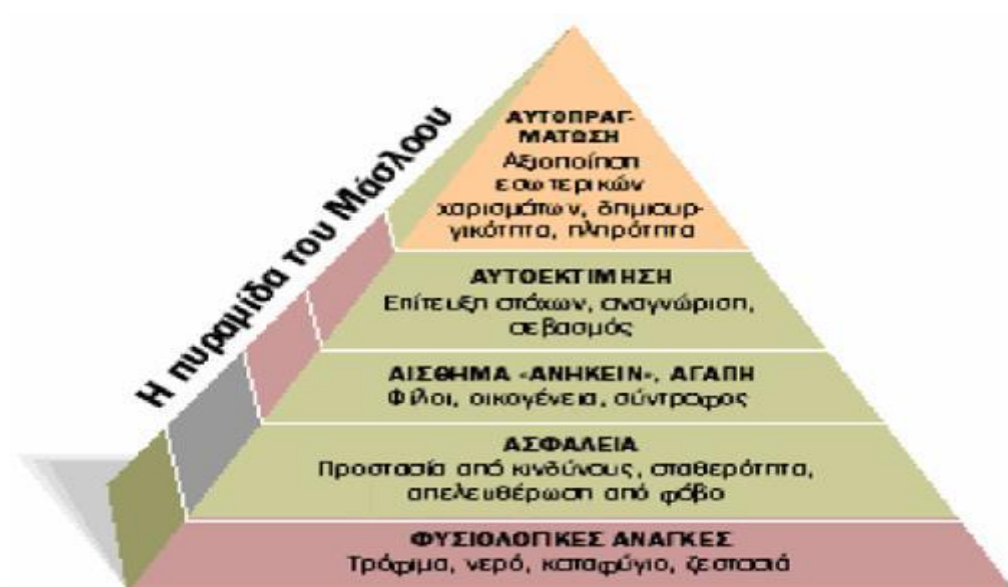 Η πυραμίδα του Μάσλοου
ΑΥΤΟΠΡΑΓ-
ΜΑΤΩΣΗ
Αξιοποίηση
εσωτερικών
χαρισμάτων, δημιουρ-
γικότητα, πληρότητα
ΑΥΤΟΕΚΤΙΜΗΣΗ
Επίτευξη στόχων, αναγνώριση,
σεβασμός
ΑΙΣΘΗΜΑ «ΑΝΗΚΕΙΝ», ΑΓΑΠΗ
Φίλοι, οικογένεια, σύντροφος
ΑΣΦΑΛΕΙΑ
Προστασία από κινδύνους, σταθερότητα,
απελευθέρωση από φόβο
ΦΥΣΙΟΛΟΓΙΚΕΣ ΑΝΑΓΚΕΣ
Τρόφιμα, νερό, καταφύγιο, ζεστασιά